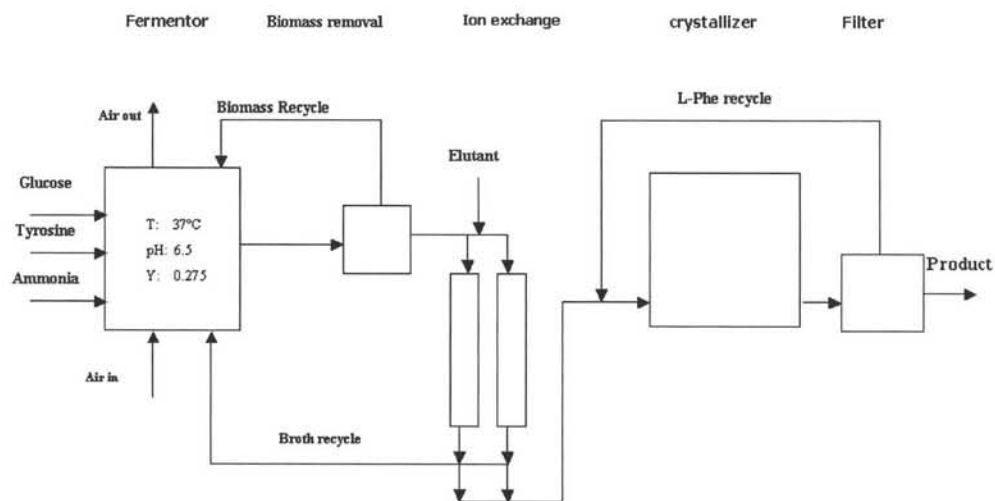 Fermentor
Biomass removal
Ion exchange
crystallizer
Filter
Air out
Biomass Recycle
L-Phe recycle
Elutant
Glucose
Tyrosine
Ammonia
T: 37°C
pH: 6.5
Y: 0.275
Product
Air in
Broth recycle